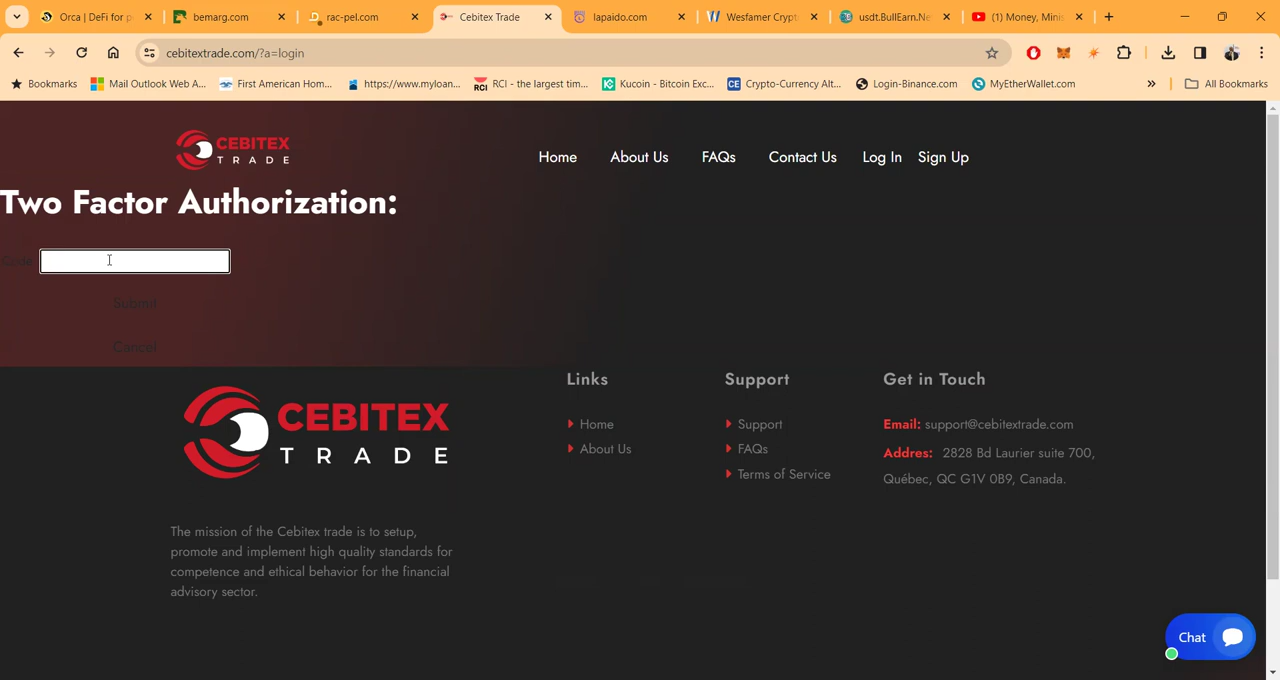 Orca | DeFi for p
bemarg.com
rac-pel.com
Cebitex Trade
lapaido.com
Wesfamer Crypt
usdt.BullEarn.Ne
(1) Money, Minis
cebitextrade.com/?a=login
Bookmarks
Mail Outlook Web A...
First American Hom...
https://www.myloan...
RCI - the largest tim...
Kucoin - Bitcoin Exc...
Crypto-Currency Alt...
Login-Binance.com
MyEtherWallet.com
All Bookmarks
CEBITEX
TRADE
Home
About Us
FAQs
Contact Us
Log In
Sign Up
Two Factor Authorization:
Code:
Submit
Cancel
CEBITEX
TRADE
The mission of the Cebitex trade is to setup,
promote and implement high quality standards for
competence and ethical behavior for the financial
advisory sector.
Links
Home
About Us
Support
Support
FAQs
Terms of Service
Get in Touch
Email: support@cebitextrade.com
Addres: 2828 Bd Laurier suite 700,
Québec, QC G1V 0B9, Canada.
Chat